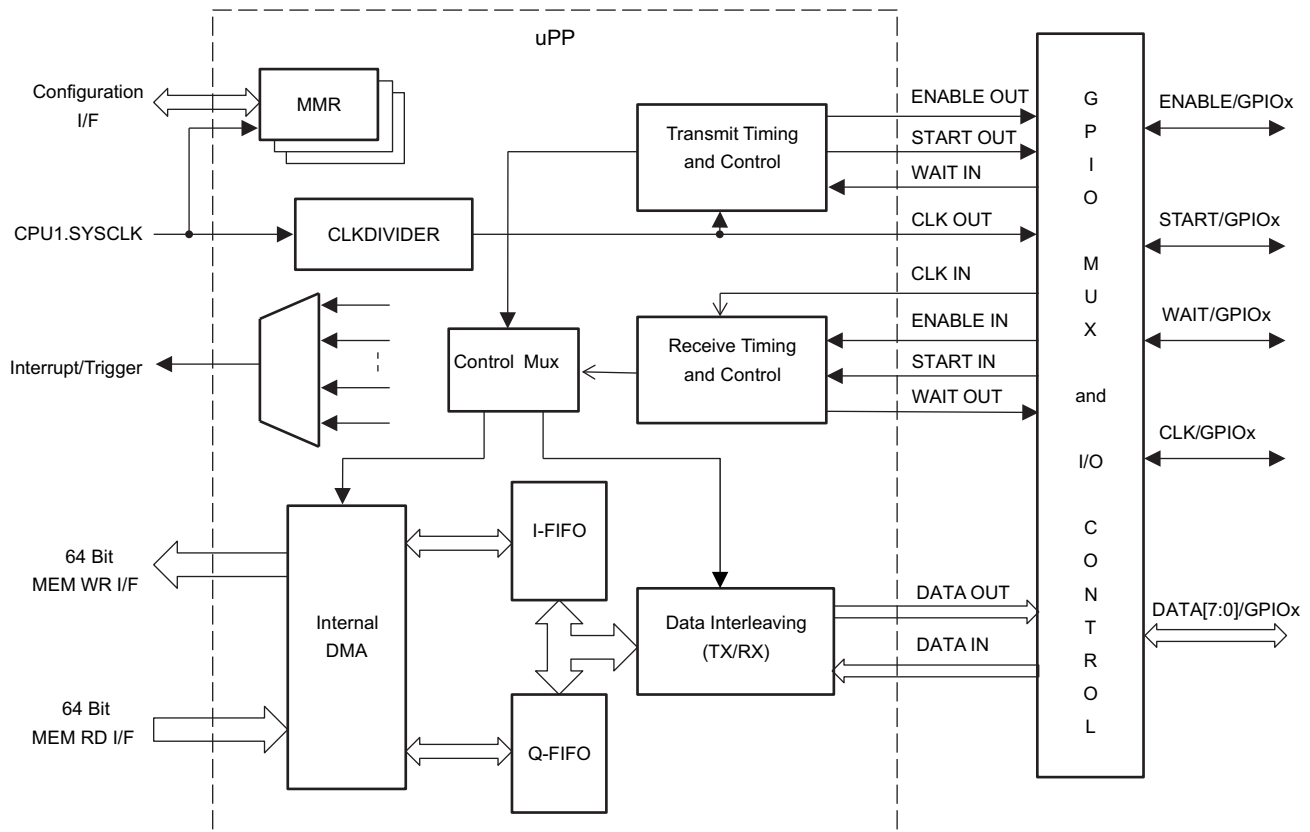 uPP
Configuration
I/F
MMR
CPU1.SYSCLK
CLKDIVIDER
Interrupt/Trigger
Transmit Timing
and Control
Control Mux
Receive Timing
and Control
64 Bit
MEM WR I/F
64 Bit
MEM RD I/F
Internal
DMA
I-FIFO
Q-FIFO
Data Interleaving
(TX/RX)
ENABLE OUT
START OUT
WAIT IN
CLK OUT
CLK IN
ENABLE IN
START IN
WAIT OUT
DATA OUT
DATA IN
G
P
I
O
M
U
X
and
I/O
C
O
N
T
R
O
L
ENABLE/GPIOx
START/GPIOx
WAIT/GPIOx
CLK/GPIOx
DATA[7:0]/GPIOx